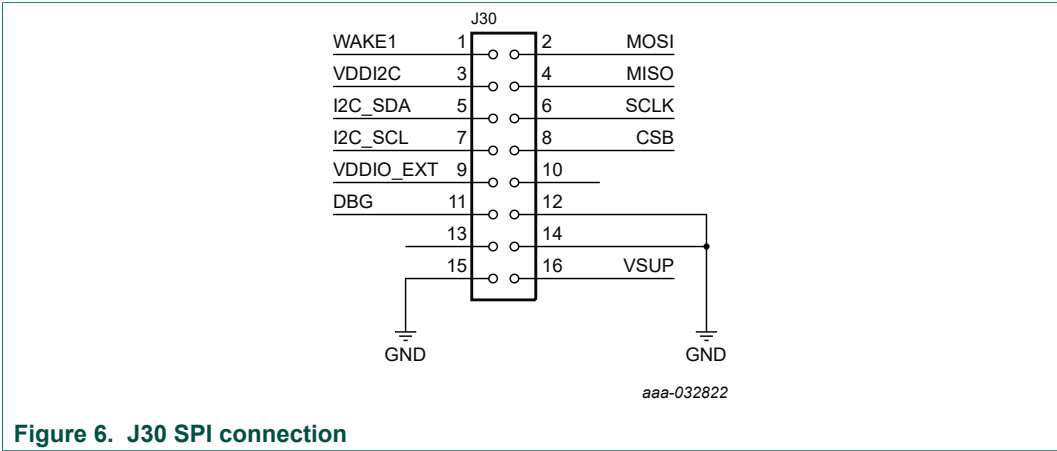 J30
WAKE1 1 2 MOSI
VDDI2C 3 4 MISO
I2C_SDA 5 6 SCLK
I2C_SCL 7 8 CSB
VDDIO_EXT 9 10
DBG 11 12
13 14
15 16 VSUP
GND GND
aaa-032822
Figure 6. J30 SPI connection